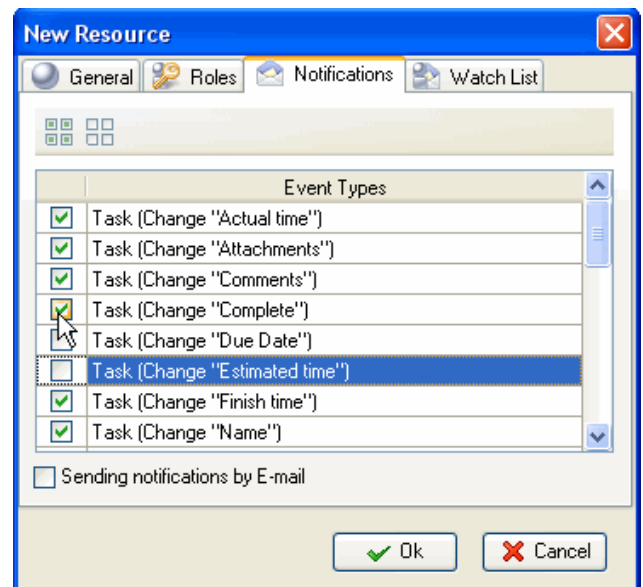 New Resource
General Roles Notifications Watch List
Event Types
Task (Change "Actual time")
Task (Change "Attachments")
Task (Change "Comments")
Task (Change "Complete")
Task (Change "Due Date")
Task (Change "Estimated time")
Task (Change "Finish time")
Task (Change "Name")
Sending notifications by E-mail
Ok Cancel